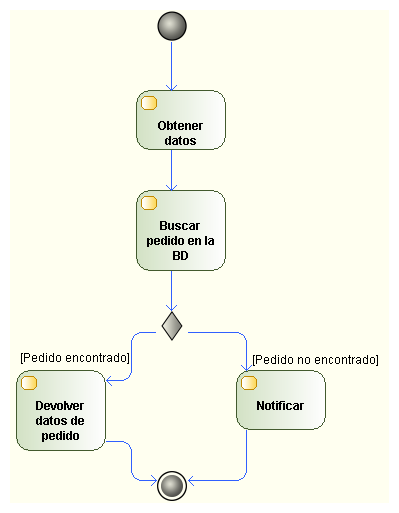 Obtener
datos
Buscar
pedido en la
BD
[Pedido encontrado]
[Pedido no encontrado]
Devolver
datos de
pedido
Notificar